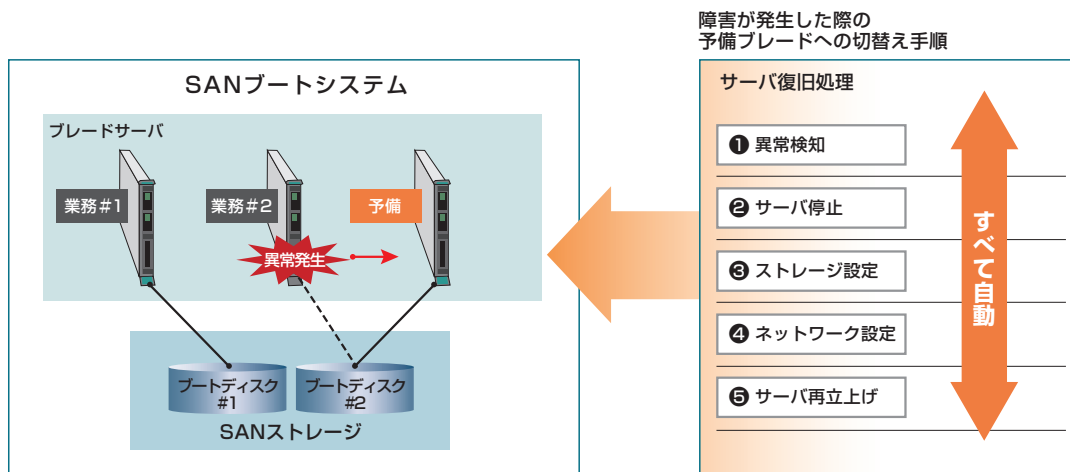 障害が発生した際の
予備ブレードへの切替え手順
SANブートシステム
ブレードサーバ
業務#1
業務#2
予備
異常発生
ブートディスク
#1
ブートディスク
#2
SANストレージ
サーバ復旧処理
❶ 異常検知
❷ サーバ停止
❸ ストレージ設定
❹ ネットワーク設定
❺ サーバ再立上げ
すべて自動